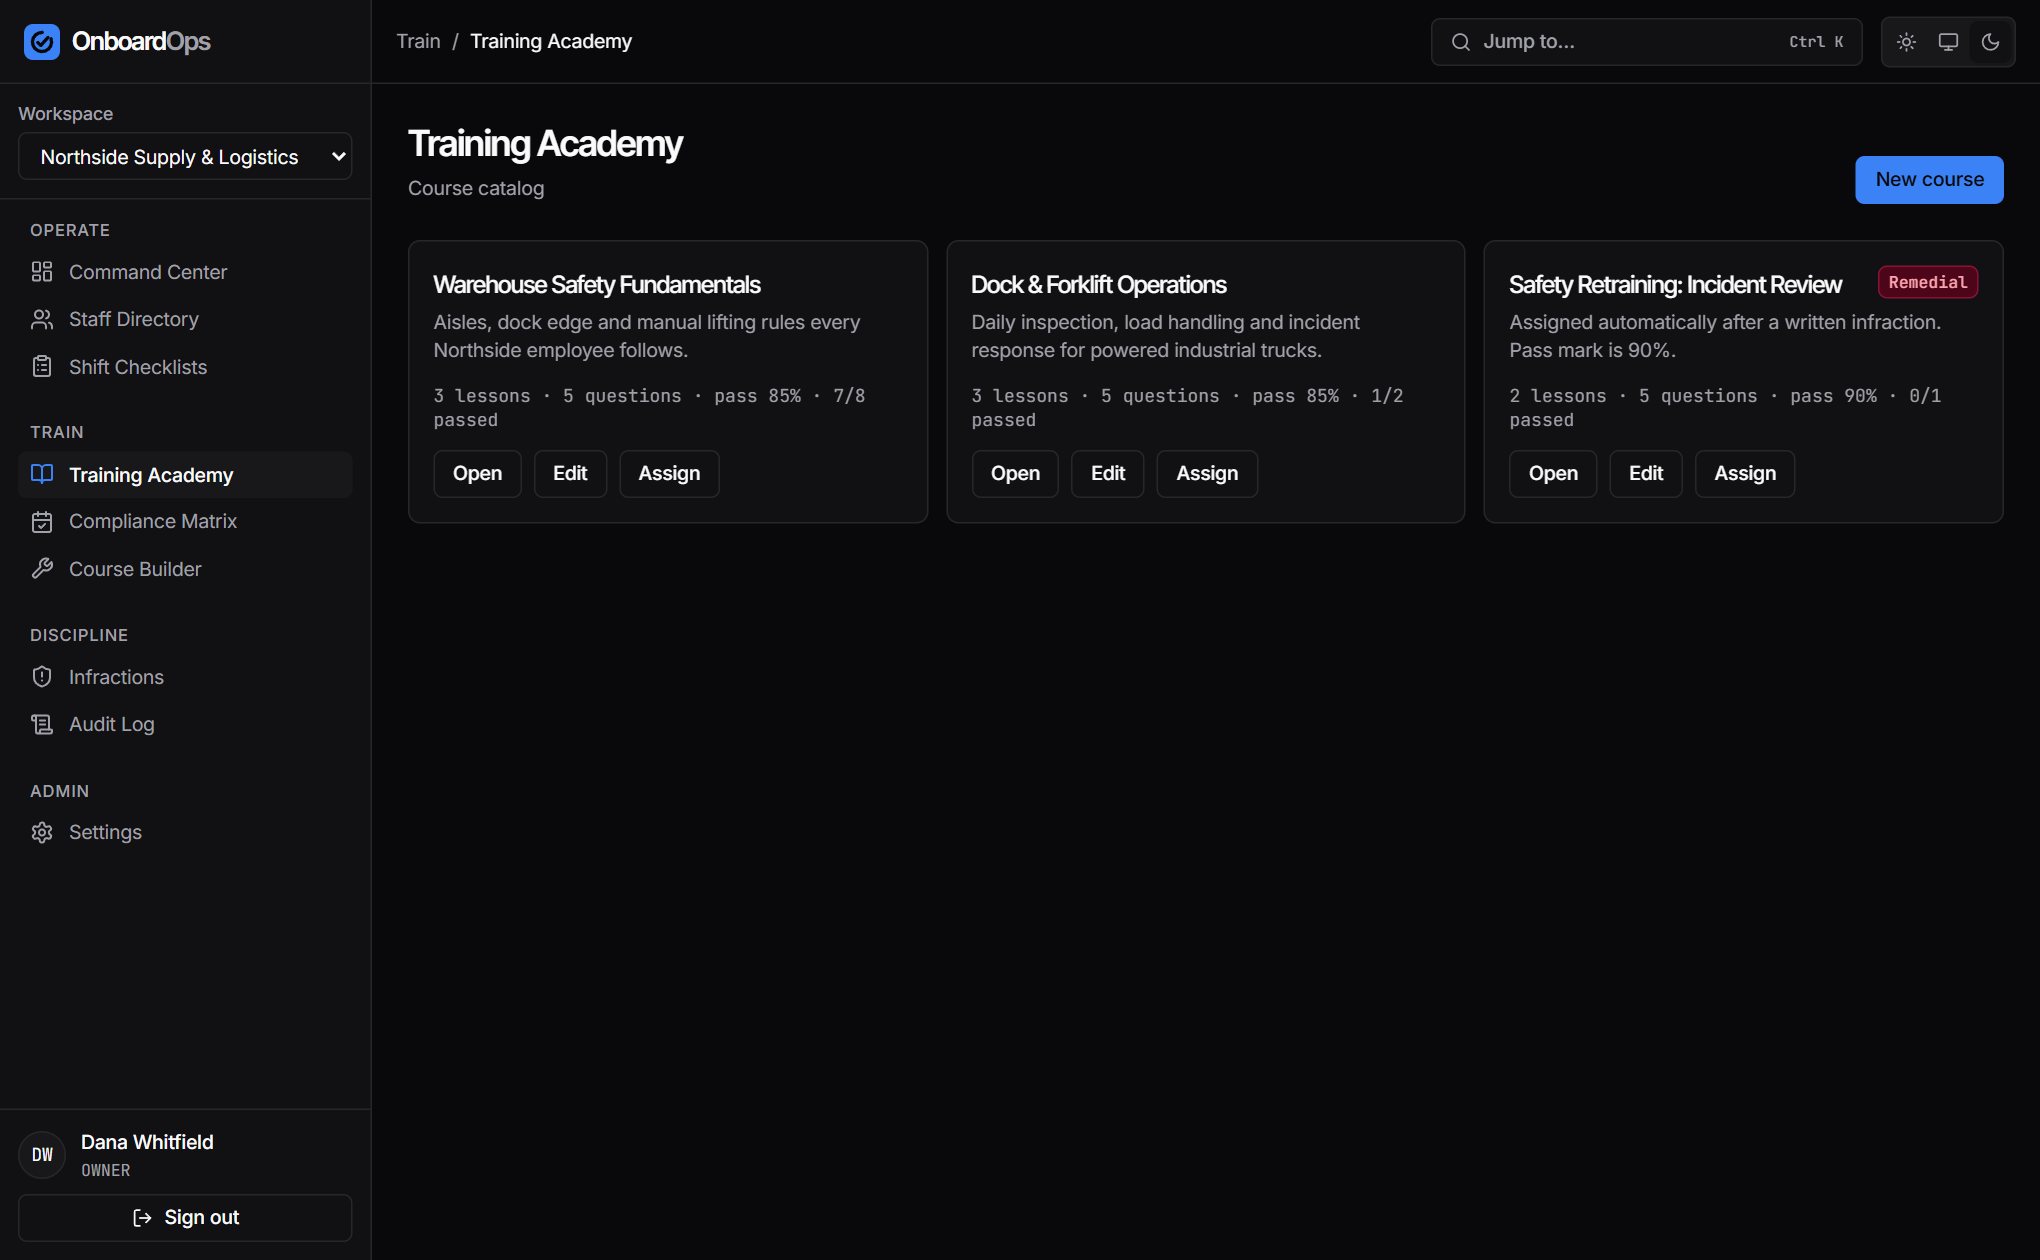 OnboardOps
Train / Training Academy
Jump to...
Ctrl K
Workspace
Northside Supply & Logistics
OPERATE
Command Center
Staff Directory
Shift Checklists
TRAIN
Training Academy
Compliance Matrix
Course Builder
DISCIPLINE
Infractions
Audit Log
ADMIN
Settings
DW
Dana Whitfield
OWNER
Sign out
Training Academy
Course catalog
New course
Warehouse Safety Fundamentals
Aisles, dock edge and manual lifting rules every
Northside employee follows.
3 lessons · 5 questions · pass 85% · 7/8
passed
Open
Edit
Assign
Dock & Forklift Operations
Daily inspection, load handling and incident
response for powered industrial trucks.
3 lessons · 5 questions · pass 85% · 1/2
passed
Open
Edit
Assign
Safety Retraining: Incident Review
Remedial
Assigned automatically after a written infraction.
Pass mark is 90%.
2 lessons · 5 questions · pass 90% · 0/1
passed
Open
Edit
Assign